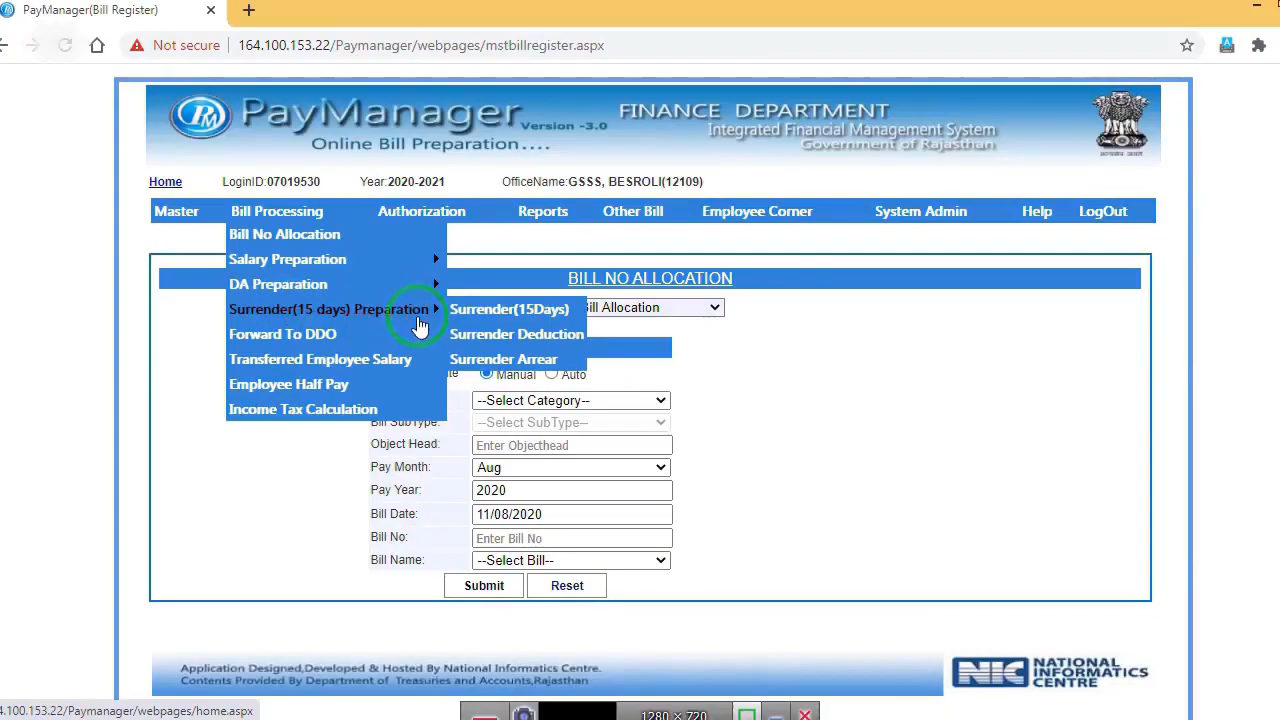 PayManager(Bill Register)
Not secure
164.100.153.22/Paymanager/webpages/mstbillregister.aspx
PM
PayManager Version -3.0
Online Bill Preparation....
FINANCE DEPARTMENT
Integrated Financial Management System
Government of Rajasthan
Home LoginID:07019530 Year:2020-2021 OfficeName:GSSS, BESROLI(12109)
Master Bill Processing Authorization Reports Other Bill Employee Corner System Admin Help LogOut
Bill No Allocation
Salary Preparation
DA Preparation
Surrender(15 days) Preparation
Forward To DDO
Transferred Employee Salary
Employee Half Pay
Income Tax Calculation
Surrender(15Days)
Surrender Deduction
Surrender Arrear
BILL NO ALLOCATION
Bill Allocation
Manual Auto
--Select Category--
Bill SubType: --Select SubType--
Object Head: Enter Objecthead
Pay Month: Aug
Pay Year: 2020
Bill Date: 11/08/2020
Bill No: Enter Bill No
Bill Name: --Select Bill--
Submit Reset
Application Designed,Developed & Hosted By National Informatics Centre.
Contents Provided By Department of Treasuries and Accounts,Rajasthan
NIC NATIONAL INFORMATICS CENTRE
4.100.153.22/Paymanager/webpages/home.aspx
1280 × 720